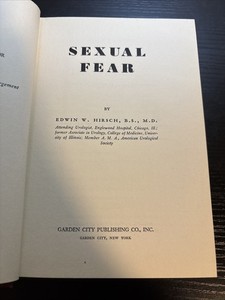 SEXUAL
FEAR
BY
EDWIN W. HIRSCH, B.S., M.D.
Attending Urologist, Englewood Hospital, Chicago, Ill.;
former Associate in Urology, College of Medicine, Univer-
sity of Illinois; Member A. M. A., American Urological
Society
GARDEN CITY PUBLISHING CO., INC.
GARDEN CITY, NEW YORK